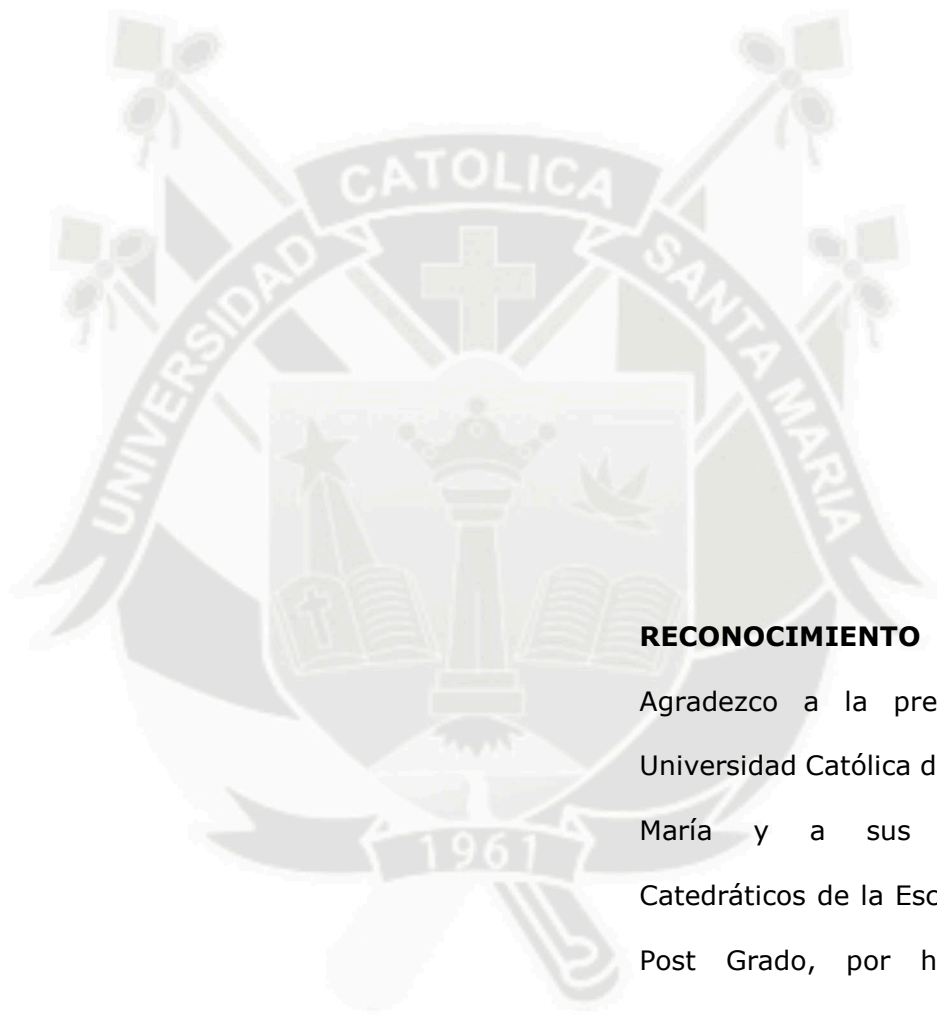 UNIVERSIDAD CATOLICA SANTA MARIA
1961
RECONOCIMIENTO
Agradezco a la pre
Universidad Católica d
María y a sus
Catedráticos de la Esc
Post Grado, por h